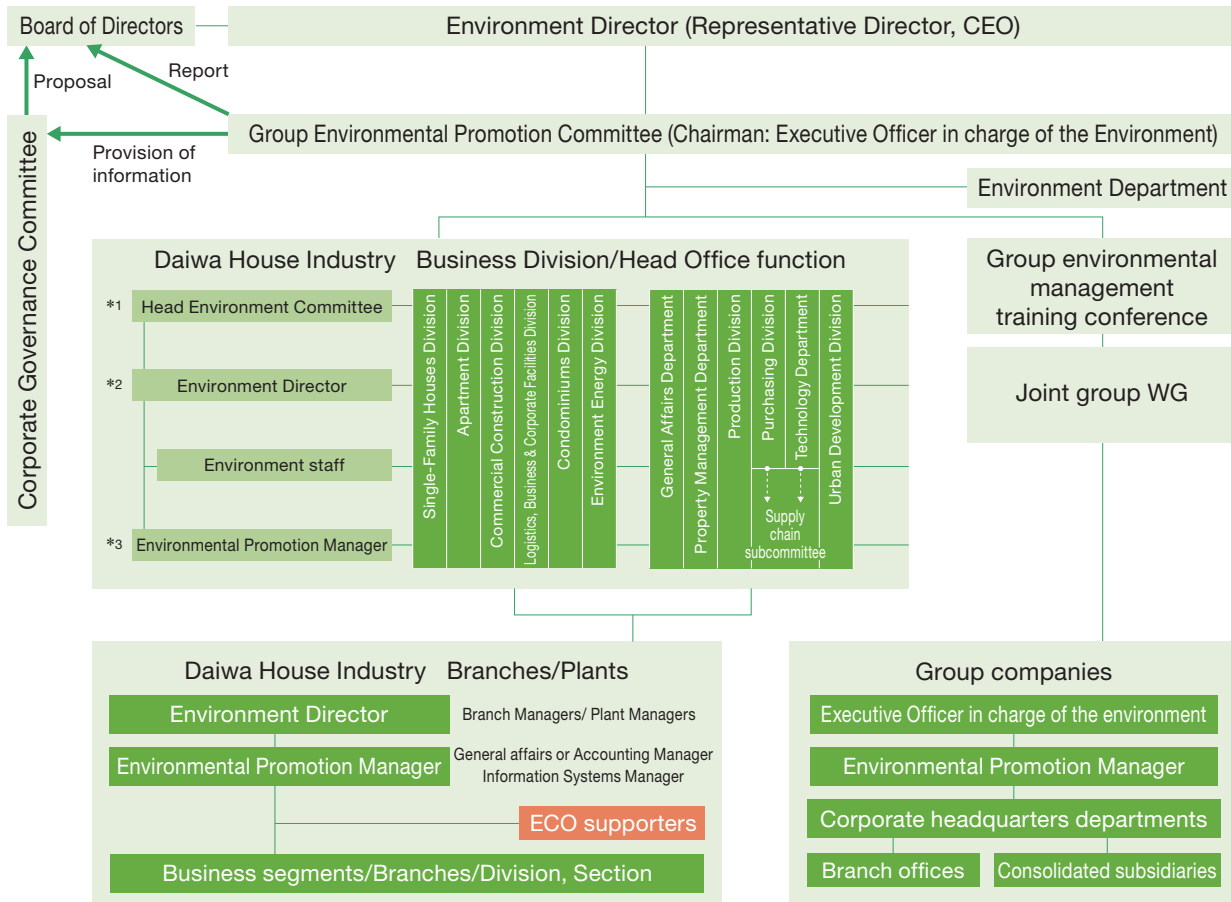 Board of Directors
Environment Director (Representative Director, CEO)
Proposal
Report
Group Environmental Promotion Committee (Chairman: Executive Officer in charge of the Environment)
Provision of
information
Corporate Governance Committee
Environment Department
Daiwa House Industry Business Division/Head Office function
*1 Head Environment Committee
*2 Environment Director
Environment staff
*3 Environmental Promotion Manager
Single-Family Houses Division
Apartment Division
Commercial Construction Division
Logistics, Business & Corporate Facilities Division
Condominiums Division
Environment Energy Division
General Affairs Department
Property Management Department
Production Division
Purchasing Division
Technology Department
Urban Development Division
Supply
chain
subcommittee
Group environmental
management
training conference
Joint group WG
Daiwa House Industry Branches/Plants
Environment Director
Branch Managers/ Plant Managers
Environmental Promotion Manager
General affairs or Accounting Manager
Information Systems Manager
ECO supporters
Business segments/Branches/Division, Section
Group companies
Executive Officer in charge of the environment
Environmental Promotion Manager
Corporate headquarters departments
Branch offices
Consolidated subsidiaries